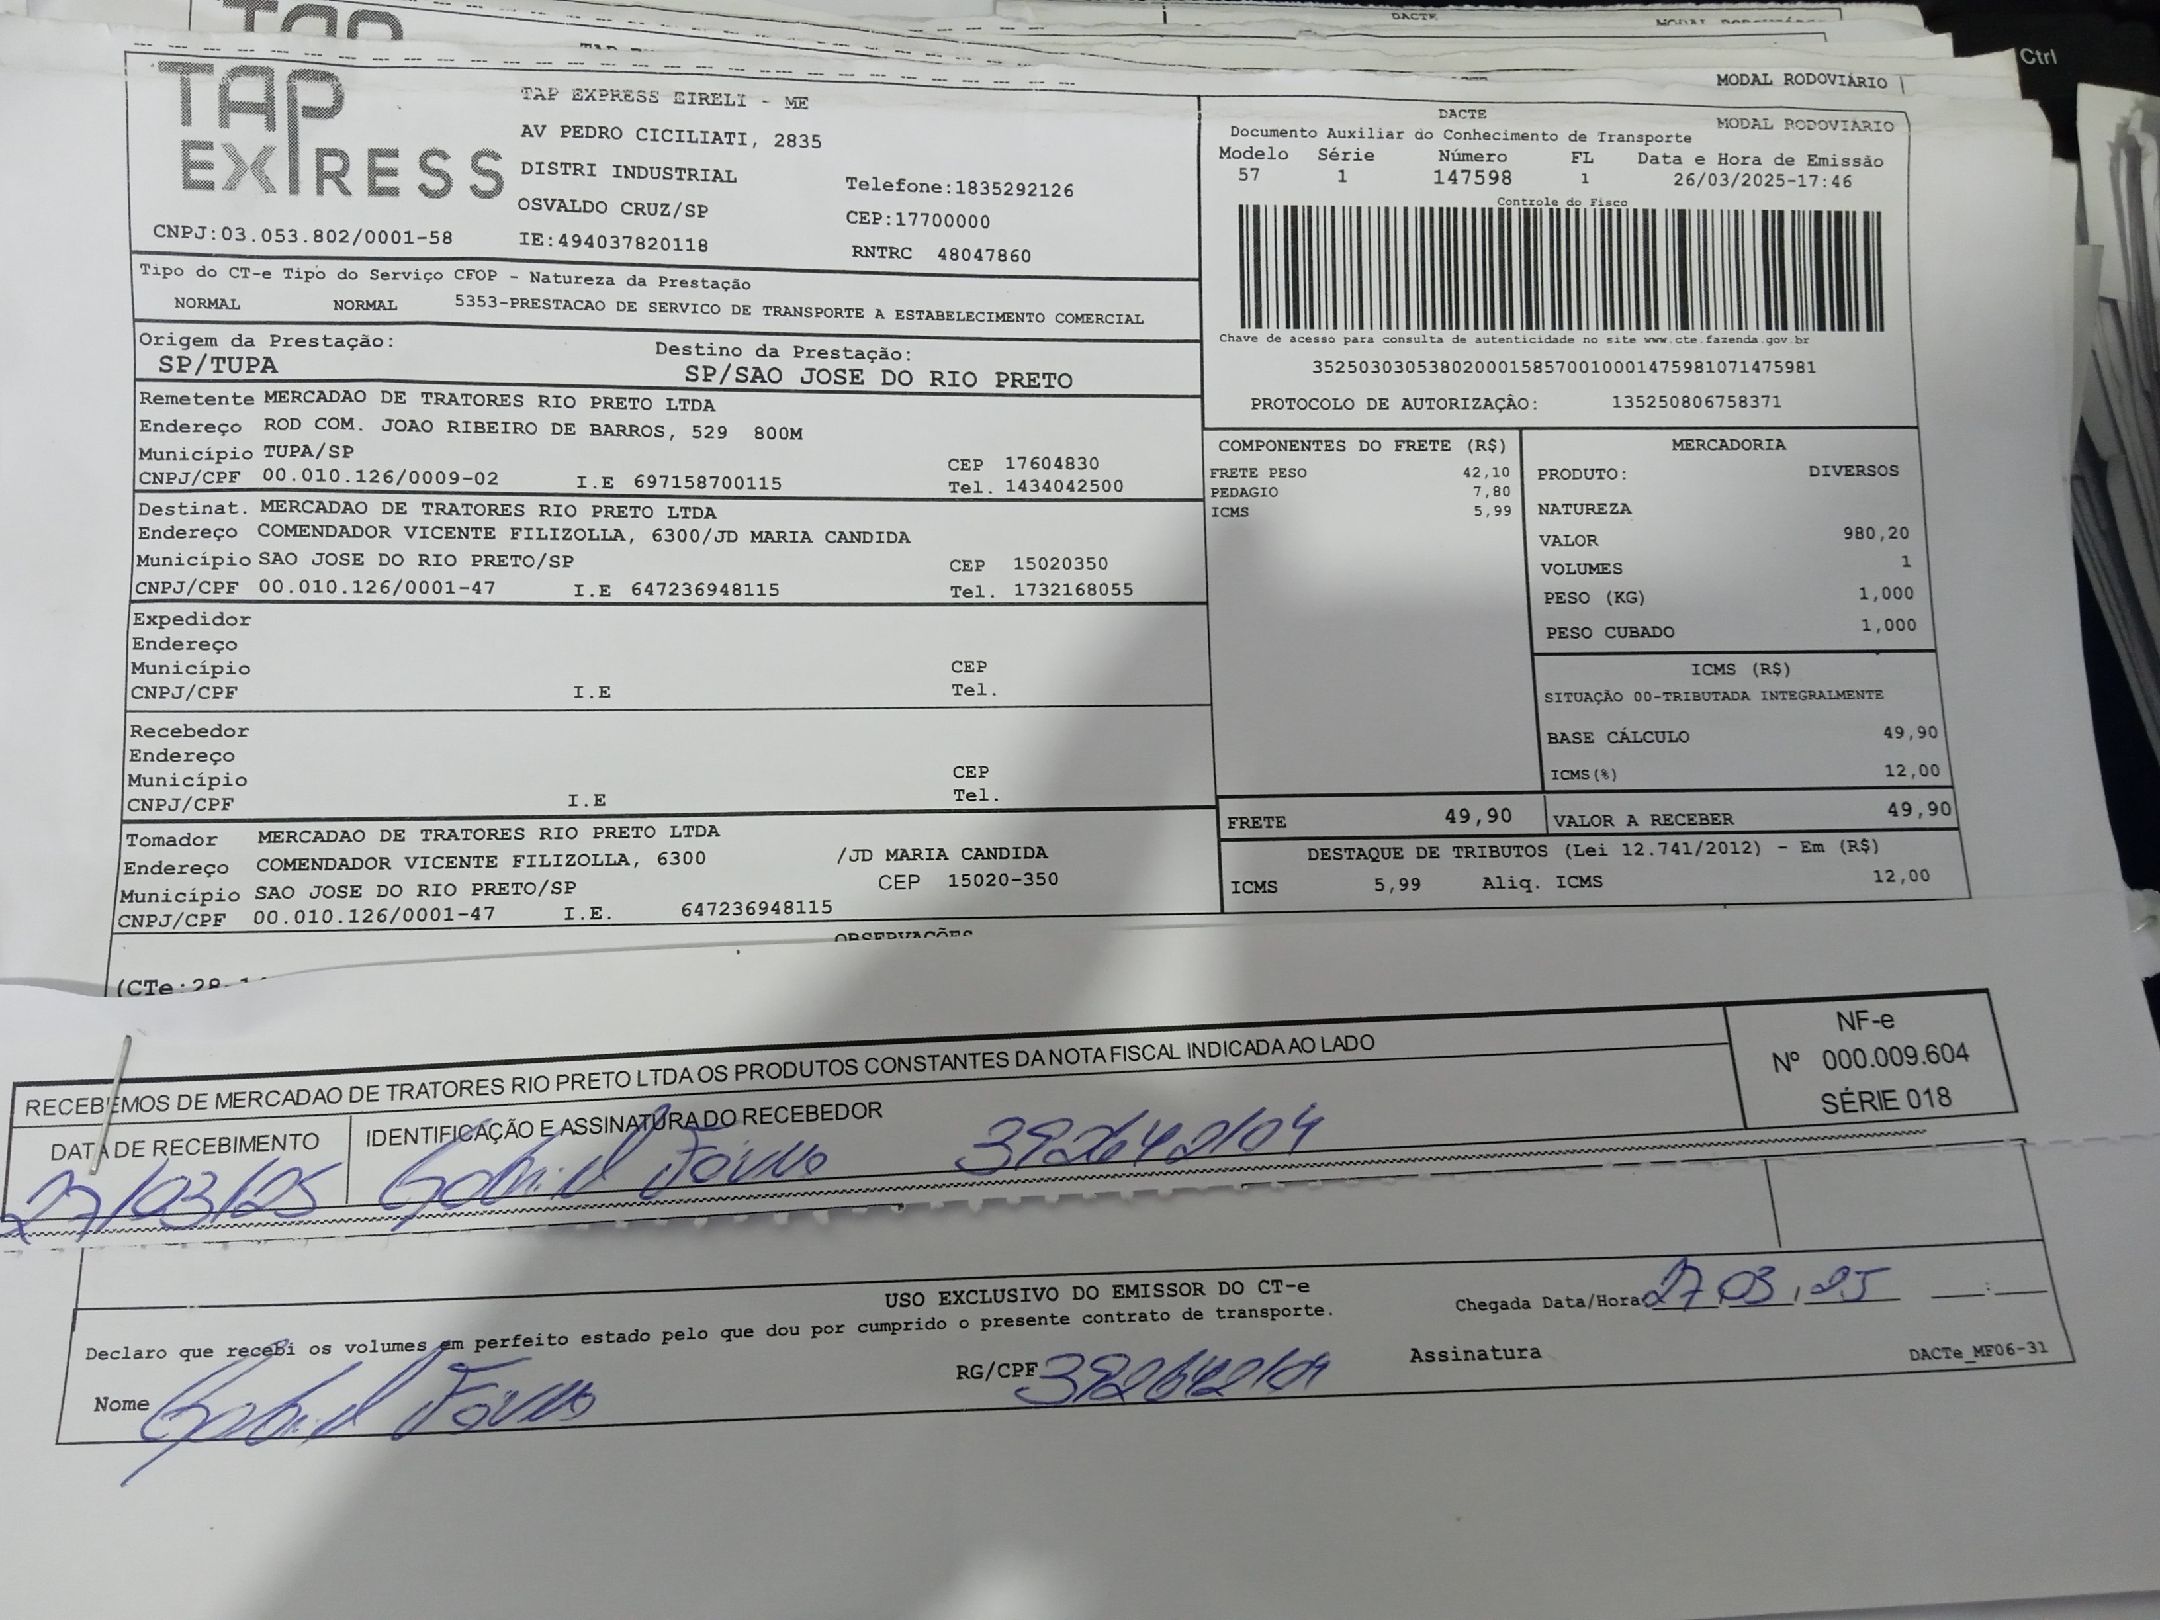 DACTE
MODAL RODOVIÁRIO
Ctrl
TAP EXPRESS
TAP EXPRESS EIRELI - ME
AV PEDRO CICILIATI, 2835
DISTRI INDUSTRIAL
Telefone:1835292126
OSVALDO CRUZ/SP
CEP:17700000
CNPJ:03.053.802/0001-58
IE:494037820118
RNTRC 48047860
DACTE
MODAL RODOVIÁRIO
Documento Auxiliar do Conhecimento de Transporte
Modelo Série Número FL Data e Hora de Emissão
57 1 147598 1 26/03/2025-17:46
Controle do Fisco
Chave de acesso para consulta de autenticidade no site www.cte.fazenda.gov.br
35250303053802000158570010001475981071475981
PROTOCOLO DE AUTORIZAÇÃO: 135250806758371
Tipo do CT-e Tipo do Serviço CFOP - Natureza da Prestação
NORMAL NORMAL 5353-PRESTACAO DE SERVICO DE TRANSPORTE A ESTABELECIMENTO COMERCIAL
Origem da Prestação: Destino da Prestação:
SP/TUPA SP/SAO JOSE DO RIO PRETO
Remetente MERCADAO DE TRATORES RIO PRETO LTDA
Endereço ROD COM. JOAO RIBEIRO DE BARROS, 529 800M
Município TUPA/SP CEP 17604830
CNPJ/CPF 00.010.126/0009-02 I.E 697158700115 Tel. 1434042500
Destinat. MERCADAO DE TRATORES RIO PRETO LTDA
Endereço COMENDADOR VICENTE FILIZOLLA, 6300/JD MARIA CANDIDA
Município SAO JOSE DO RIO PRETO/SP CEP 15020350
CNPJ/CPF 00.010.126/0001-47 I.E 647236948115 Tel. 1732168055
Expedidor
Endereço
Município CEP
CNPJ/CPF I.E Tel.
Recebedor
Endereço
Município CEP
CNPJ/CPF I.E Tel.
Tomador MERCADAO DE TRATORES RIO PRETO LTDA
Endereço COMENDADOR VICENTE FILIZOLLA, 6300 /JD MARIA CANDIDA
Município SAO JOSE DO RIO PRETO/SP CEP 15020-350
CNPJ/CPF 00.010.126/0001-47 I.E. 647236948115
COMPONENTES DO FRETE (R$)
FRETE PESO 42,10
PEDAGIO 7,80
ICMS 5,99
MERCADORIA
PRODUTO: DIVERSOS
NATUREZA
VALOR 980,20
VOLUMES 1
PESO (KG) 1,000
PESO CUBADO 1,000
ICMS (R$)
SITUAÇÃO 00-TRIBUTADA INTEGRALMENTE
BASE CÁLCULO 49,90
ICMS(%) 12,00
FRETE 49,90 VALOR A RECEBER 49,90
DESTAQUE DE TRIBUTOS (Lei 12.741/2012) - Em (R$)
ICMS 5,99 Aliq. ICMS 12,00
OBSERVAÇÕES
(CTe:28
RECEBEMOS DE MERCADAO DE TRATORES RIO PRETO LTDA OS PRODUTOS CONSTANTES DA NOTA FISCAL INDICADA AO LADO
NF-e
Nº 000.009.604
SÉRIE 018
DATA DE RECEBIMENTO IDENTIFICAÇÃO E ASSINATURA DO RECEBEDOR
27/03/25 Gabriel
USO EXCLUSIVO DO EMISSOR DO CT-e
Declaro que recebi os volumes em perfeito estado pelo que dou por cumprido o presente contrato de transporte.
Chegada Data/Hora 27,03,25 :
Nome Gabriel RG/CPF Assinatura
DACTe_MF06-31